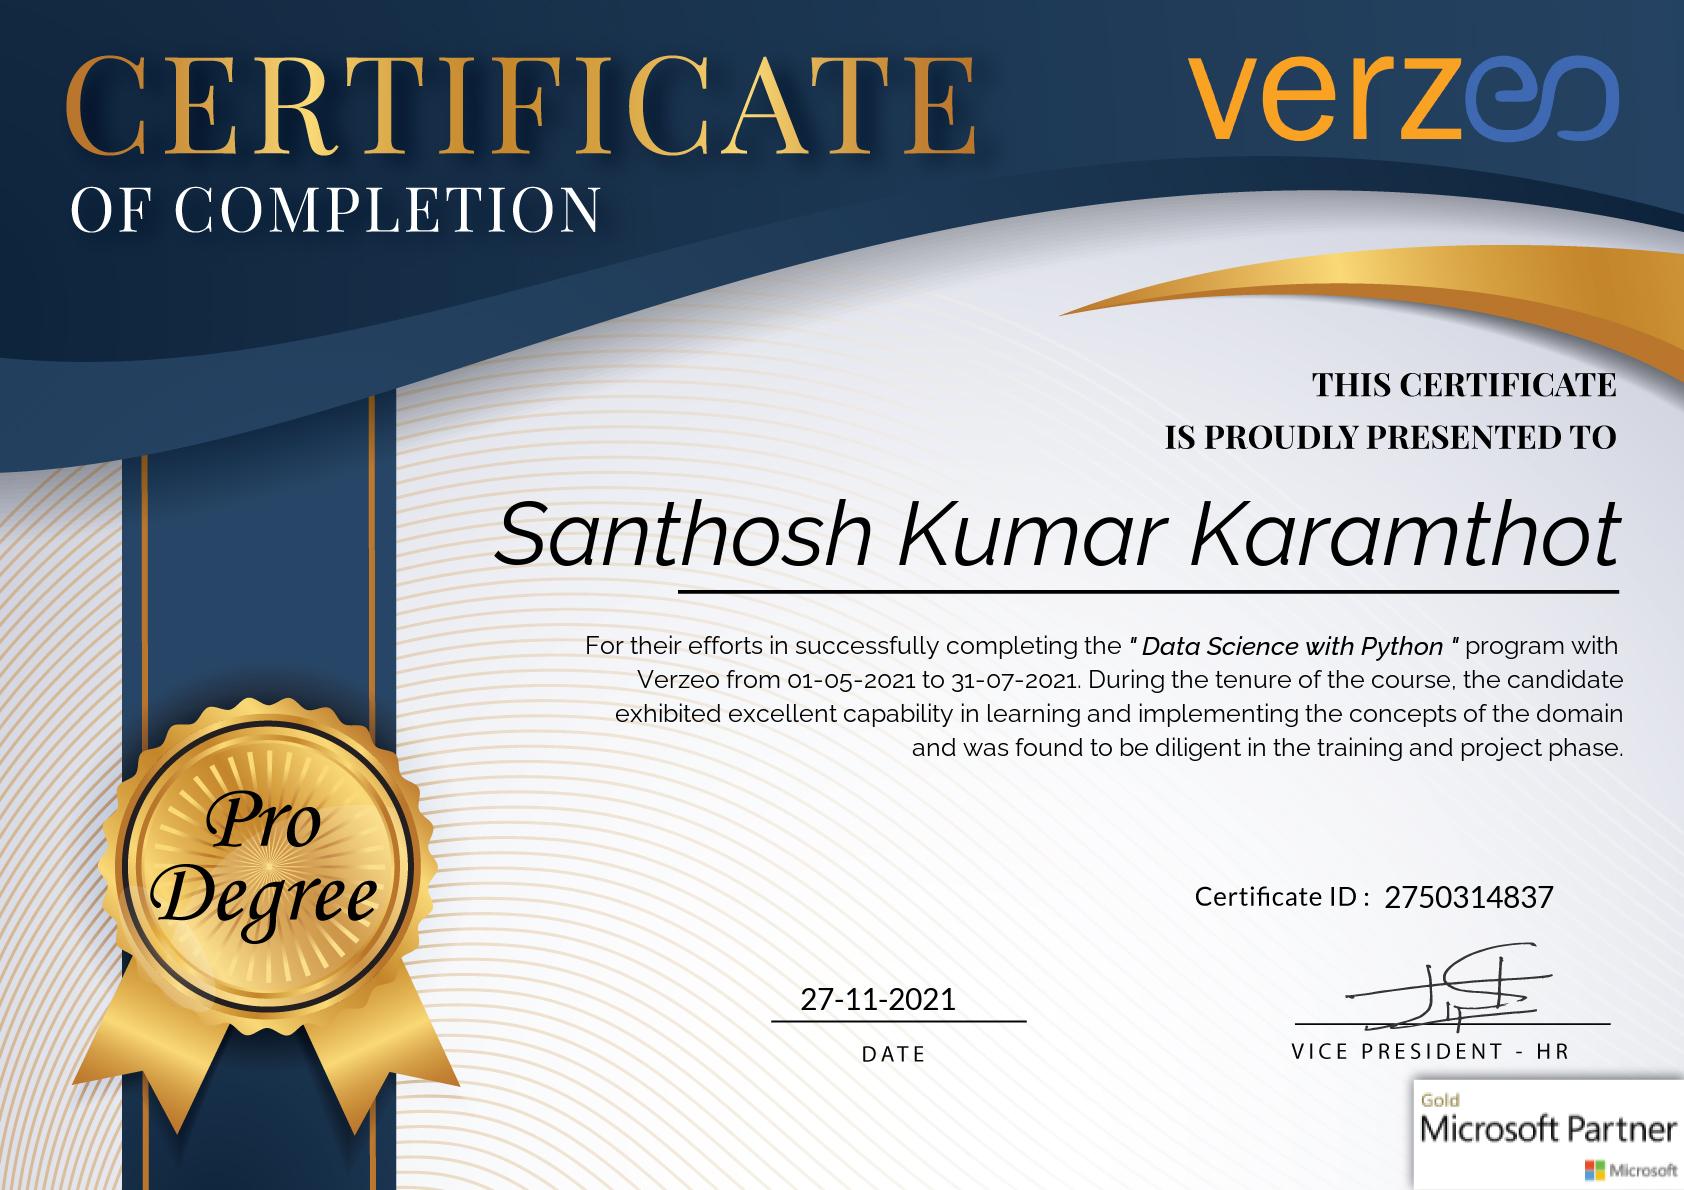 CERTIFICATE
OF COMPLETION
verzeo
THIS CERTIFICATE
IS PROUDLY PRESENTED TO
Santhosh Kumar Karamthot
For their efforts in successfully completing the " Data Science with Python " program with
Verzeo from 01-05-2021 to 31-07-2021. During the tenure of the course, the candidate
exhibited excellent capability in learning and implementing the concepts of the domain
and was found to be diligent in the training and project phase.
Pro
Degree
Certificate ID : 2750314837
27-11-2021
DATE
VICE PRESIDENT - HR
Gold
Microsoft Partner
Microsoft